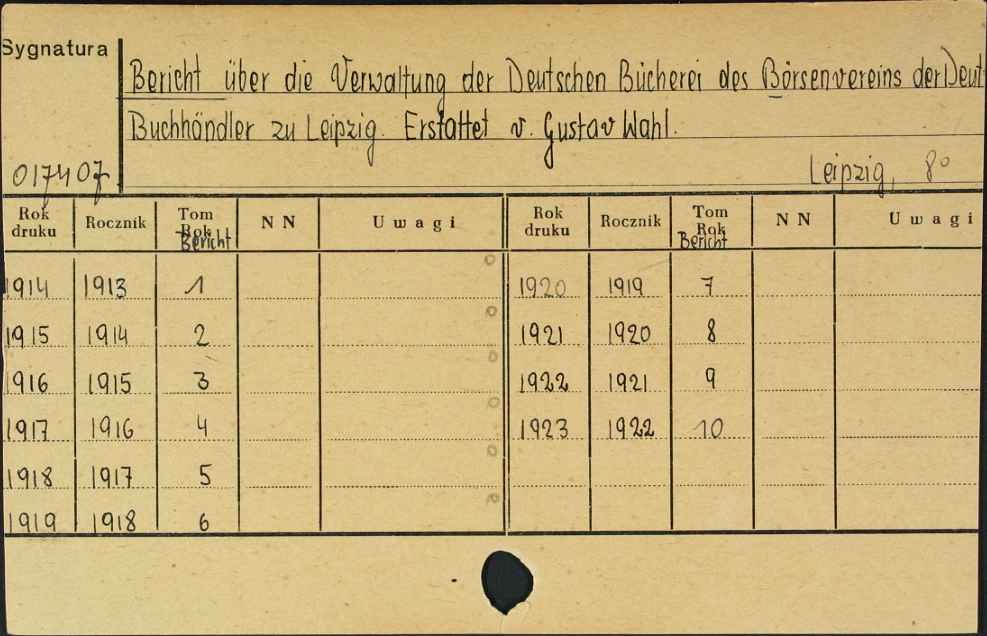 Sygnatura
Bericht über die Verwaltung der Deutschen Bücherei des Börsenvereins der Deut
Buchhändler zu Leipzig. Erstattet v. Gustav Wahl.
017407
Leipzig, 8°
Rok druku Rocznik Tom Rok Bericht N N Uwagi Rok druku Rocznik Tom Rok Bericht N N Uwagi
1914 1913 1 1920 1919 7
1915 1914 2 1921 1920 8
1916 1915 3 1922 1921 9
1917 1916 4 1923 1922 10
1918 1917 5
1919 1918 6